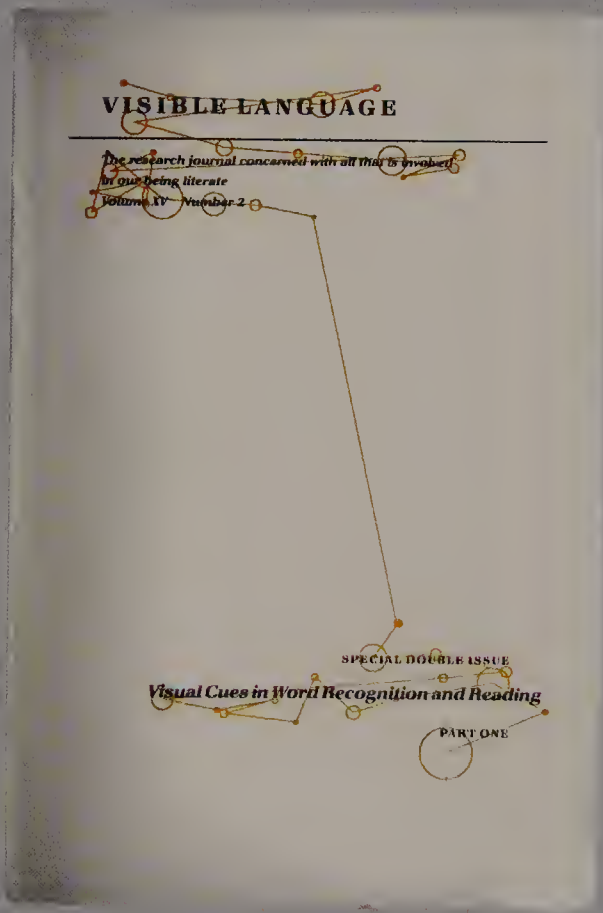 VISIBLE LANGUAGE
The research journal concerned with all that is involved
in our being literate
Volume XV Number 2
SPECIAL DOUBLE ISSUE
Visual Cues in Word Recognition and Reading
PART ONE